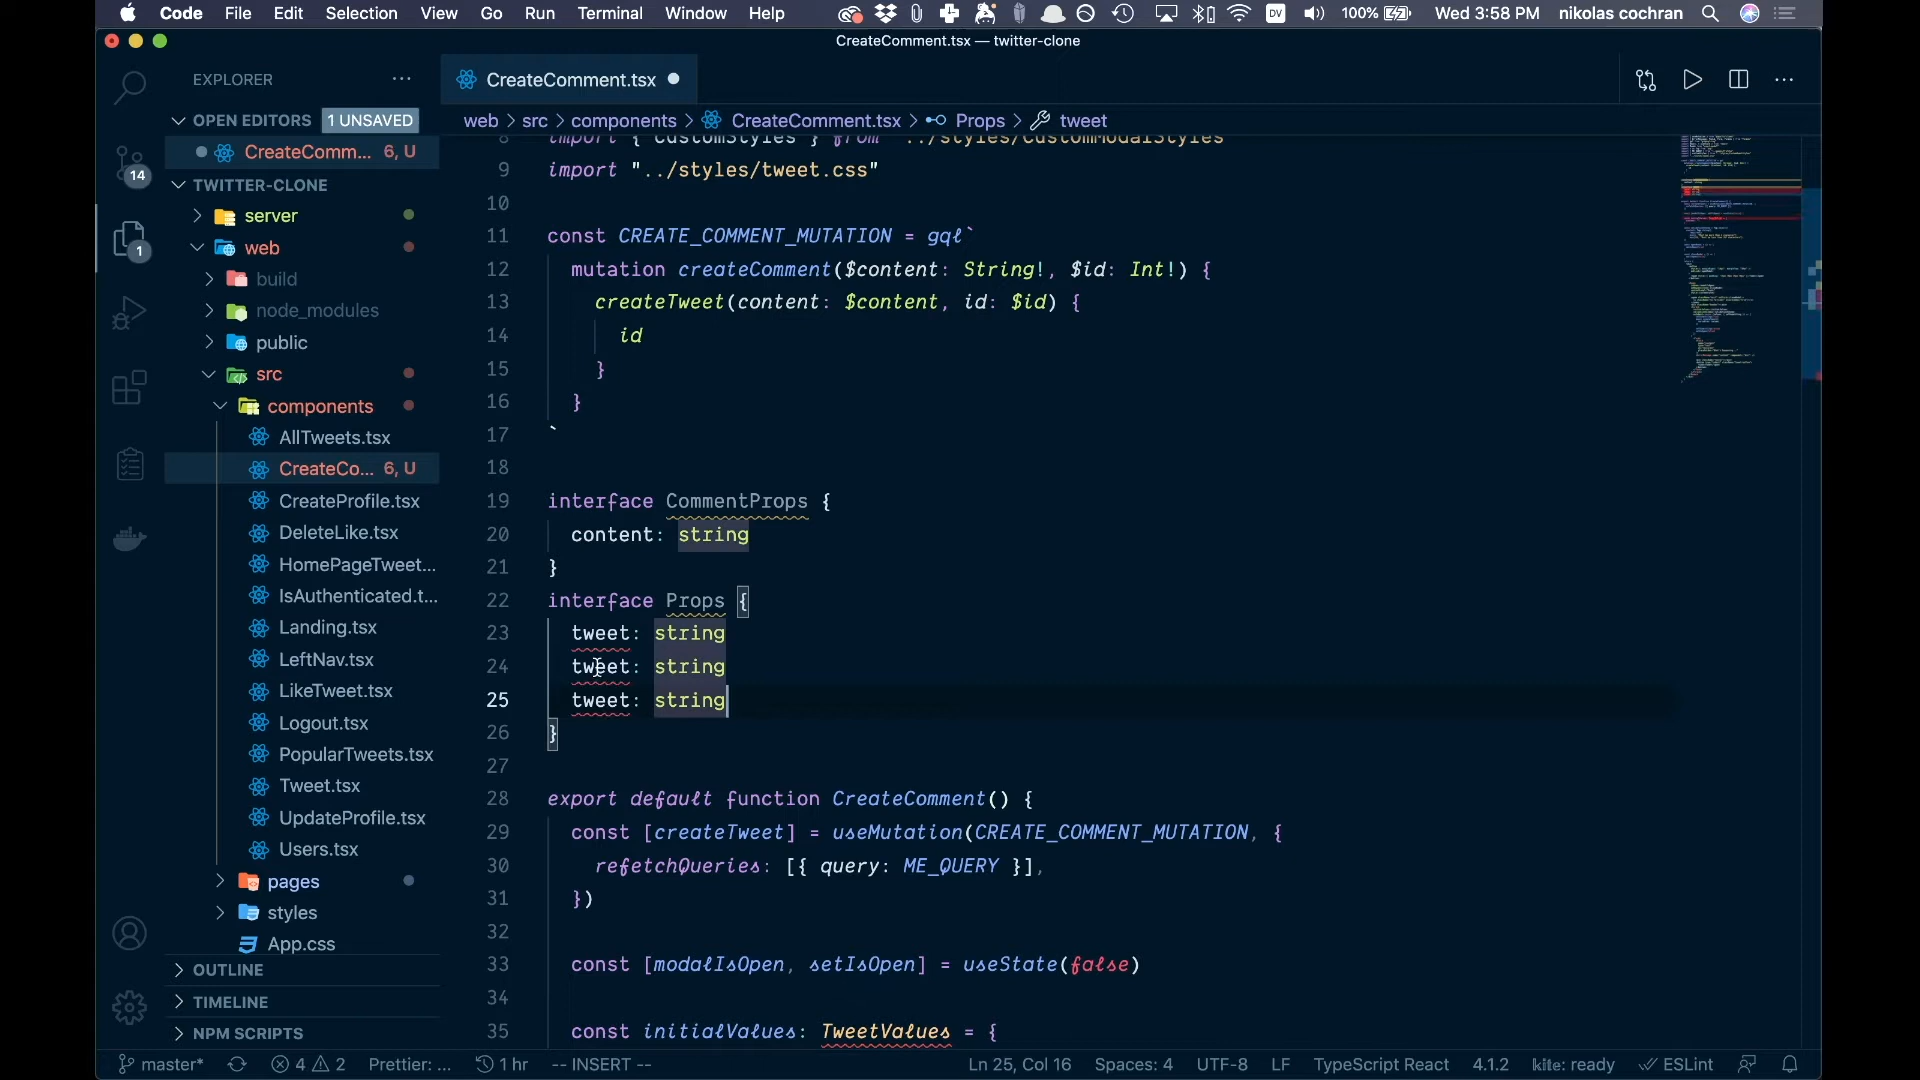 Code File Edit Selection View Go Run Terminal Window Help DV 100% Wed 3:58 PM nikolas cochran
CreateComment.tsx — twitter-clone
EXPLORER
CreateComment.tsx
OPEN EDITORS 1 UNSAVED
CreateComm... 6, U
TWITTER-CLONE
server
web
build
node_modules
public
src
components
AllTweets.tsx
CreateCo... 6, U
CreateProfile.tsx
DeleteLike.tsx
HomePageTweet...
IsAuthenticated.t...
Landing.tsx
LeftNav.tsx
LikeTweet.tsx
Logout.tsx
PopularTweets.tsx
Tweet.tsx
UpdateProfile.tsx
Users.tsx
pages
styles
App.css
OUTLINE
TIMELINE
NPM SCRIPTS
14
1
web > src > components > CreateComment.tsx > Props > tweet
8 import { CustomStyles } from "../styles/CustomModalStyles"
9 import "../styles/tweet.css"
10
11 const CREATE_COMMENT_MUTATION = gql`
12 mutation createComment($content: String!, $id: Int!) {
13 createTweet(content: $content, id: $id) {
14 id
15 }
16 }
17 `
18
19 interface CommentProps {
20 content: string
21 }
22 interface Props {
23 tweet: string
24 tweet: string
25 tweet: string
26 }
27
28 export default function CreateComment() {
29 const [createTweet] = useMutation(CREATE_COMMENT_MUTATION, {
30 refetchQueries: [{ query: ME_QUERY }],
31 })
32
33 const [modalIsOpen, setIsOpen] = useState(false)
34
35 const initialValues: TweetValues = {
master* 4 2 Prettier: ... 1 hr -- INSERT -- Ln 25, Col 16 Spaces: 4 UTF-8 LF TypeScript React 4.1.2 kite: ready ESLint